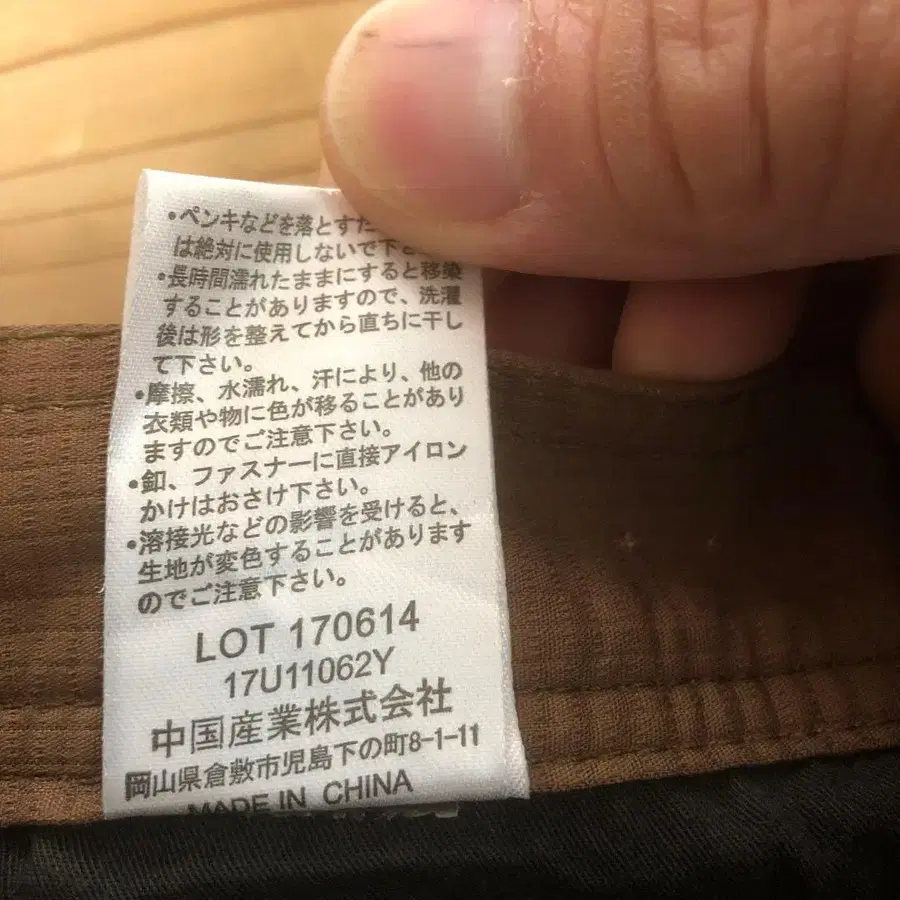 •ペンキなどを落とすた
は絶対に使用しないで下さ
•長時間濡れたままにすると移染
することがありますので、洗濯
後は形を整えてから直ちに干し
て下さい。
•摩擦、水濡れ、汗により、他の
衣類や物に色が移ることがあり
ますのでご注意下さい。
•釦、ファスナーに直接アイロン
かけはおさけ下さい。
•溶接光などの影響を受けると、
生地が変色することがあります
のでご注意下さい。
LOT 170614
17U11062Y
中国産業株式会社
岡山県倉敷市児島下の町8-1-11
MADE IN CHINA